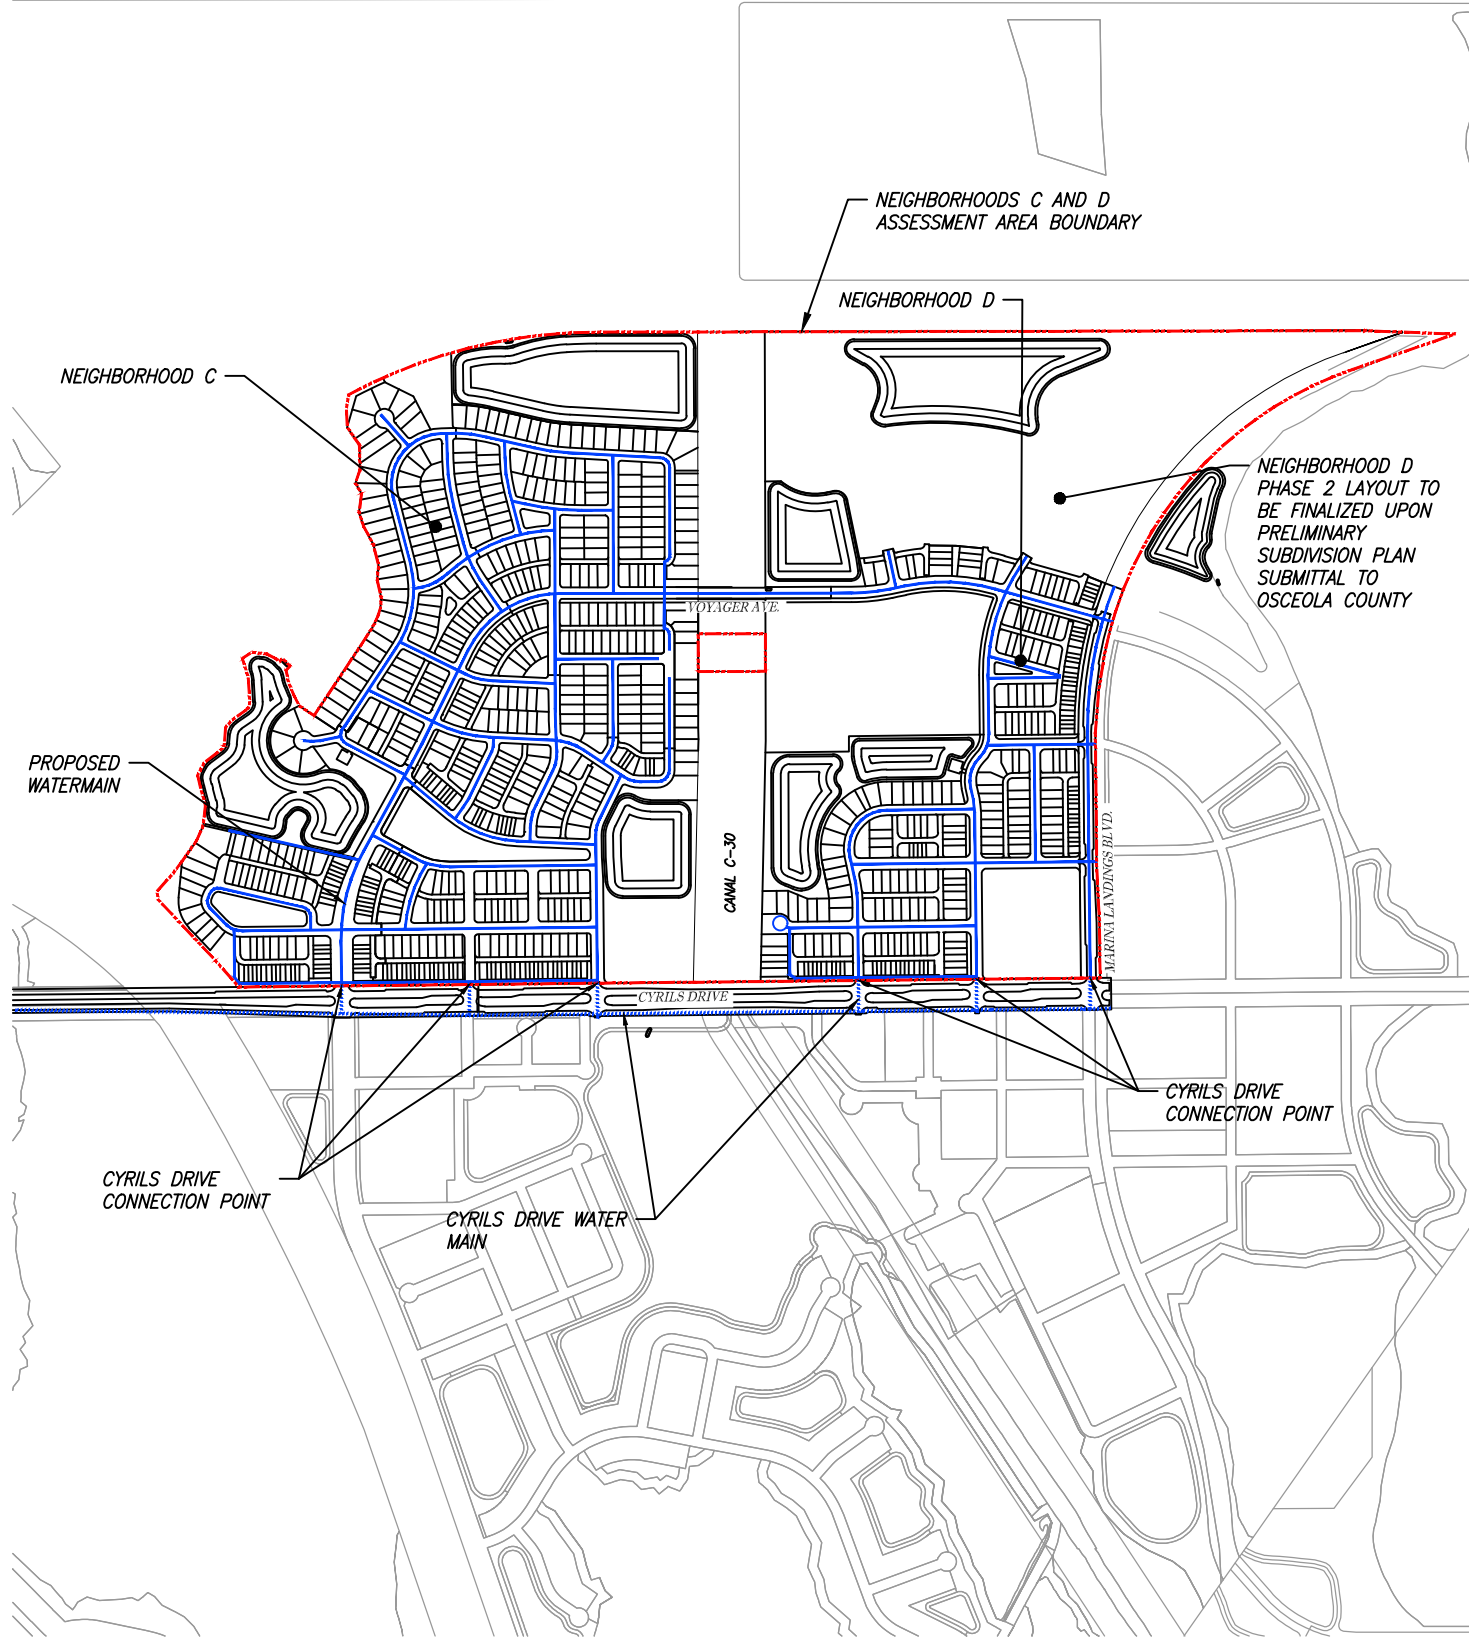 NEIGHBORHOODS C AND D
ASSESSMENT AREA BOUNDARY
NEIGHBORHOOD D
NEIGHBORHOOD C
NEIGHBORHOOD D
PHASE 2 LAYOUT TO
BE FINALIZED UPON
PRELIMINARY
SUBDIVISION PLAN
SUBMITTAL TO
OSCEOLA COUNTY
VOYAGER AVE.
PROPOSED
WATERMAIN
CANAL C-30
MARINA LANDINGS BLVD.
CYRILS DRIVE
CYRILS DRIVE
CONNECTION POINT
CYRILS DRIVE
CONNECTION POINT
CYRILS DRIVE WATER
MAIN